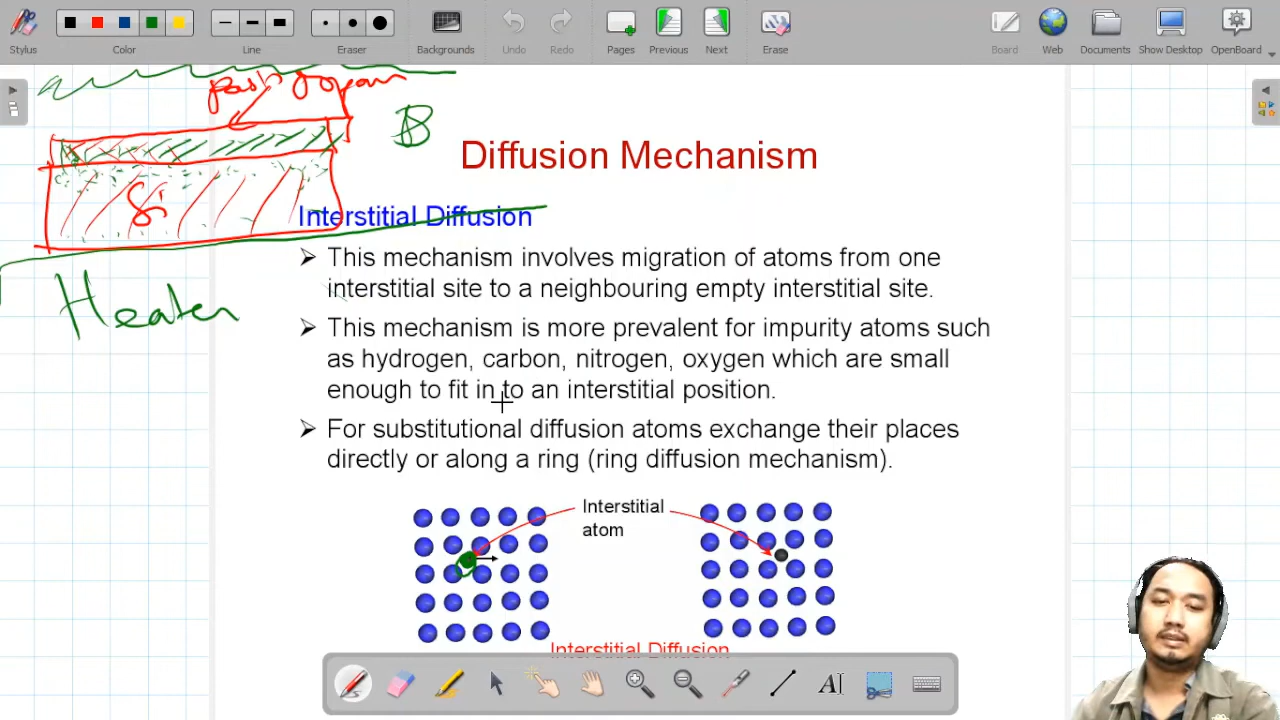 Stylus
Color
Line
Eraser
Backgrounds
Undo
Redo
Pages
Previous
Next
Erase
Board
Web
Documents
Show Desktop
OpenBoard
B
Si
Heater
Diffusion Mechanism
Interstitial Diffusion
➢ This mechanism involves migration of atoms from one
interstitial site to a neighbouring empty interstitial site.
➢ This mechanism is more prevalent for impurity atoms such
as hydrogen, carbon, nitrogen, oxygen which are small
enough to fit in to an interstitial position.
➢ For substitutional diffusion atoms exchange their places
directly or along a ring (ring diffusion mechanism).
Interstitial
atom
Interstitial Diffusion